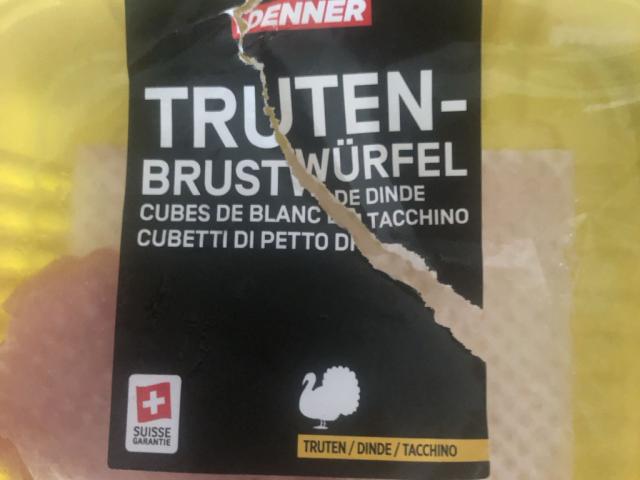 DENNER
TRUTEN-
BRUSTWÜRFEL
CUBES DE BLANC DE DINDE
CUBETTI DI PETTO DI TACCHINO
SUISSE
GARANTIE
TRUTEN / DINDE / TACCHINO